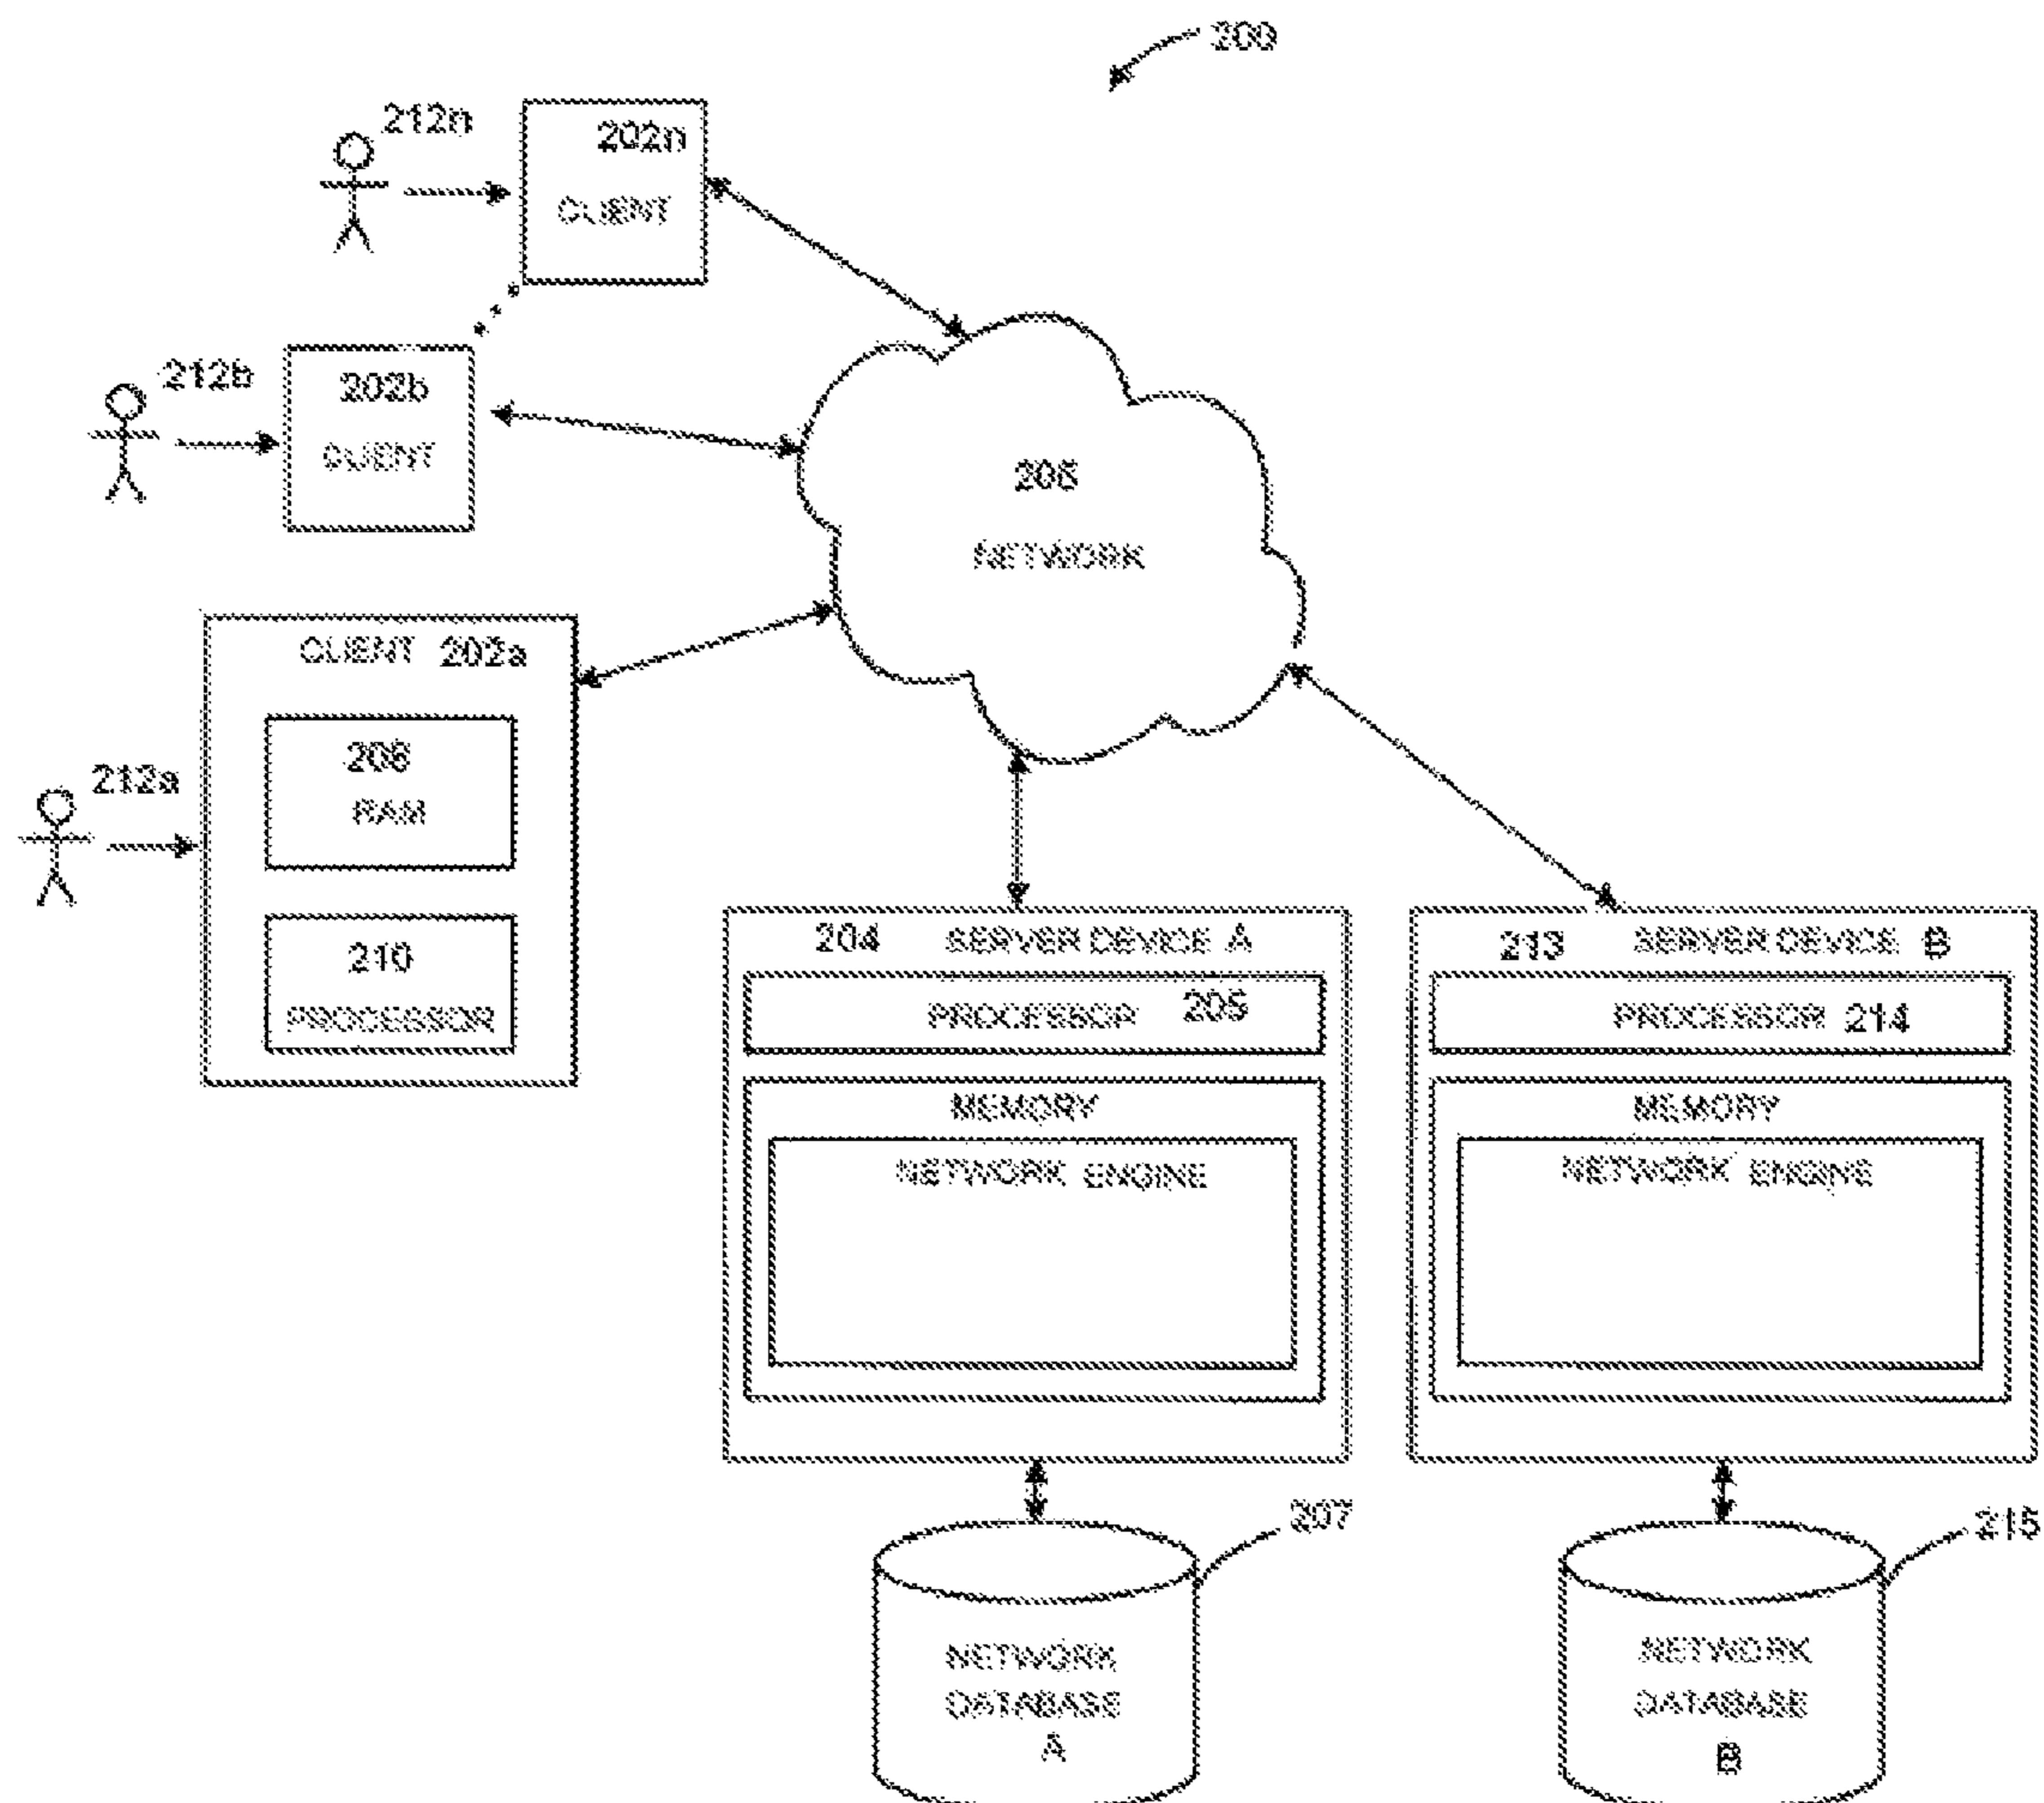 200
212n
202n
CLIENT
212b
202b
CLIENT
206
NETWORK
CLIENT 202a
212a
208
RAM
210
PROCESSOR
204 SERVER DEVICE A
PROCESSOR 205
MEMORY
NETWORK ENGINE
213 SERVER DEVICE B
PROCESSOR 214
MEMORY
NETWORK ENGINE
207
NETWORK
DATABASE
A
215
NETWORK
DATABASE
B